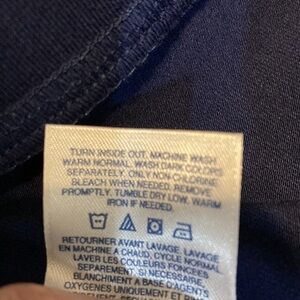 TURN INSIDE OUT. MACHINE WASH
WARM NORMAL. WASH DARK COLORS
SEPARATELY. ONLY NON-CHLORINE
BLEACH WHEN NEEDED. REMOVE
PROMPTLY. TUMBLE DRY LOW. WARM
IRON IF NEEDED.
RETOURNER AVANT LAVAGE. LAVAGE
EN MACHINE A CHAUD, CYCLE NORMAL
LAVER LES COULEURS FONCÉES
SEPAREMENT. SI NECESSAIRE,
BLANCHIMENT A BASE D'AGENTS
OXYGENES UNIQUEMENT ET